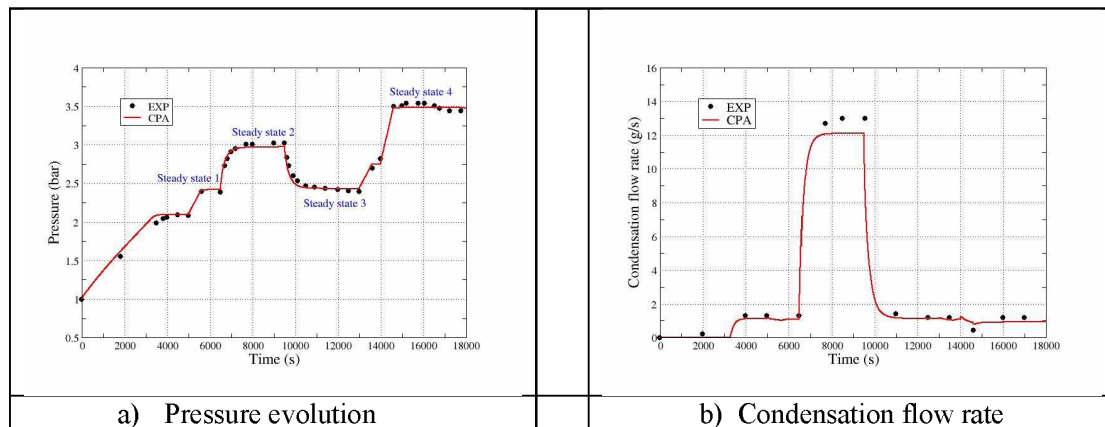 4
3.5
3
2.5
2
1.5
1
0.5
Pressure (bar)
EXP
CPA
Steady state 1
Steady state 2
Steady state 3
Steady state 4
0 2000 4000 6000 8000 10000 12000 14000 16000 18000
Time (s)
16
14
12
10
8
6
4
2
0
Condensation flow rate (g/s)
EXP
CPA
0 2000 4000 6000 8000 10000 12000 14000 16000 18000
Time (s)
a) Pressure evolution
b) Condensation flow rate